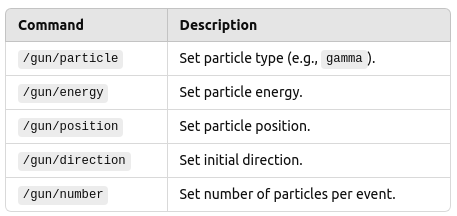 Command Description
/gun/particle Set particle type (e.g., gamma).
/gun/energy Set particle energy.
/gun/position Set particle position.
/gun/direction Set initial direction.
/gun/number Set number of particles per event.